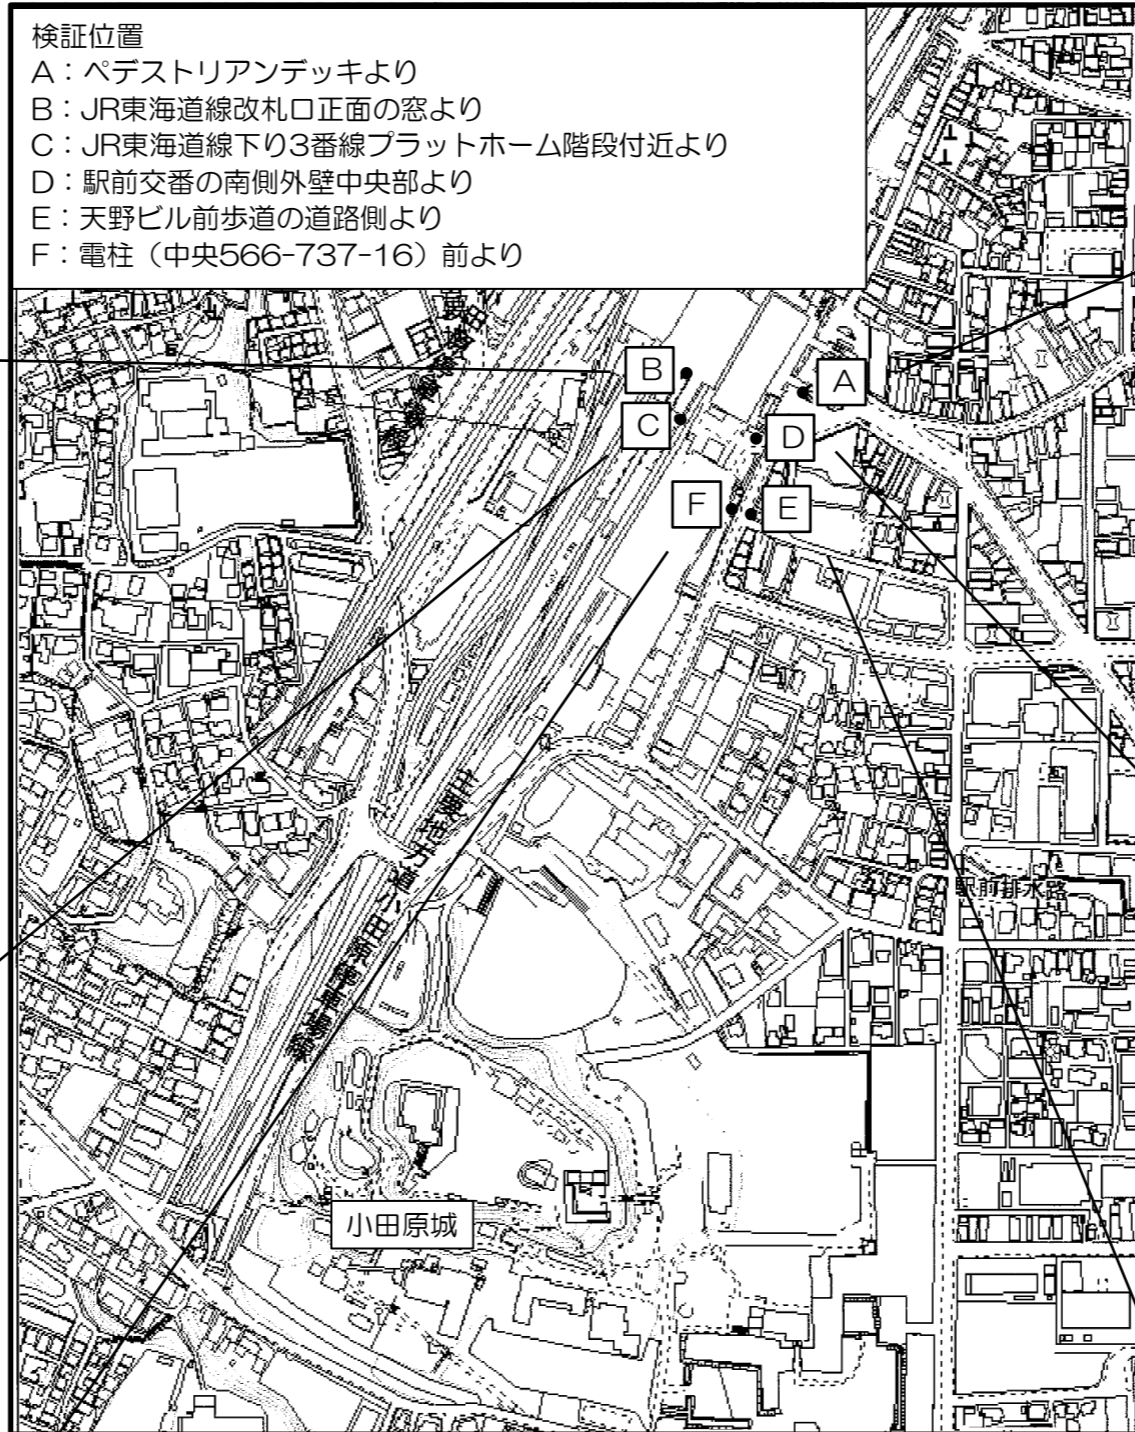 検証位置
A：ペデストリアンデッキより
B：JR東海道線改札口正面の窓より
C：JR東海道線下り3番線プラットホーム階段付近より
D：駅前交番の南側外壁中央部より
E：天野ビル前歩道の道路側より
F：電柱（中央566-737-16）前より
B
A
C
D
F
E
駅前排水路
小田原城